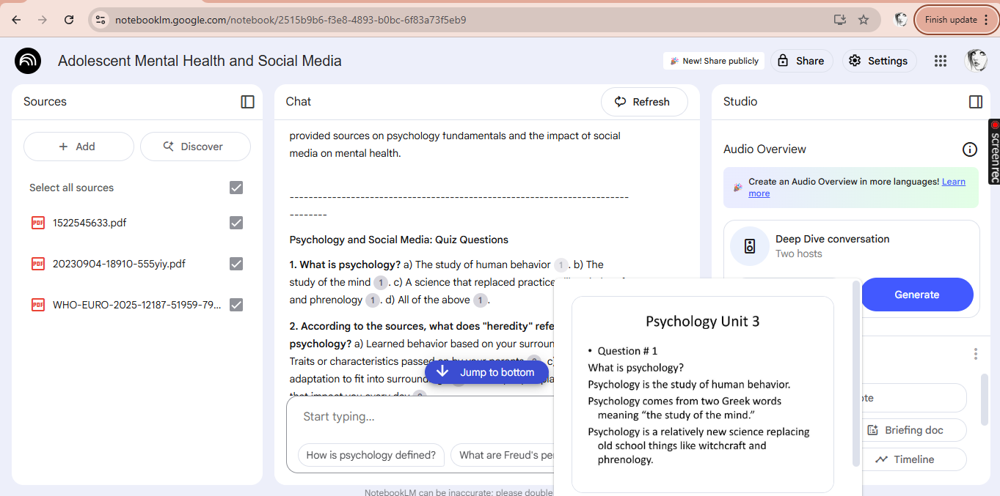 notebooklm.google.com/notebook/2515b9b6-f3e8-4893-b0bc-6f83a73f5eb9
Finish update
Adolescent Mental Health and Social Media
New! Share publicly
Share
Settings
Sources
Add
Discover
Select all sources
PDF 1522545633.pdf
PDF 20230904-18910-555yiy.pdf
PDF WHO-EURO-2025-12187-51959-79...
Chat
Refresh
provided sources on psychology fundamentals and the impact of social
media on mental health.
------------------------------------------------------------------------
--------
Psychology and Social Media: Quiz Questions
1. What is psychology? a) The study of human behavior 1 . b) The
study of the mind 1 . c) A science that replaced practice
and phrenology 1 . d) All of the above 1 .
2. According to the sources, what does "heredity" refe
psychology? a) Learned behavior based on your surroun
Traits or characteristics passed on by your parents
adaptation to fit into surroundings
that impact you every day
Jump to bottom
Start typing...
How is psychology defined?
What are Freud's pe
NotebookLM can be inaccurate; please double
Studio
Audio Overview
Create an Audio Overview in more languages! Learn
more
Deep Dive conversation
Two hosts
Generate
ote
Briefing doc
Timeline
Psychology Unit 3
• Question # 1
What is psychology?
Psychology is the study of human behavior.
Psychology comes from two Greek words
meaning “the study of the mind.”
Psychology is a relatively new science replacing
old school things like witchcraft and
phrenology.
screenrec